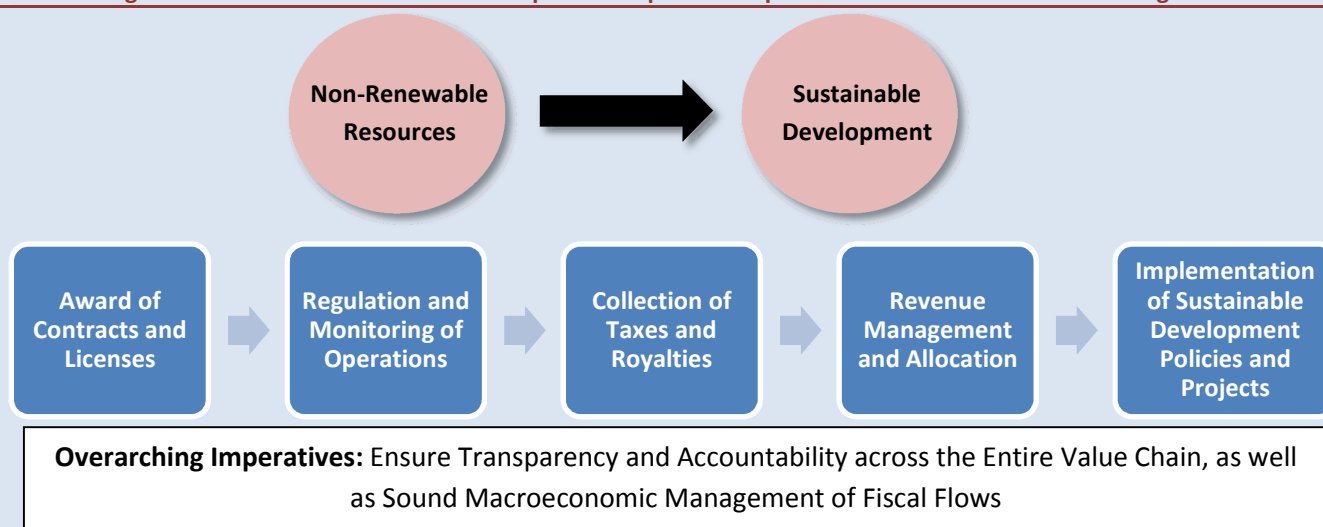 Non-Renewable
Resources
Sustainable
Development
Award of
Contracts and
Licenses
Regulation and
Monitoring of
Operations
Collection of
Taxes and
Royalties
Revenue
Management
and Allocation
Implementation
of Sustainable
Development
Policies and
Projects
Overarching Imperatives: Ensure Transparency and Accountability across the Entire Value Chain, as well
as Sound Macroeconomic Management of Fiscal Flows